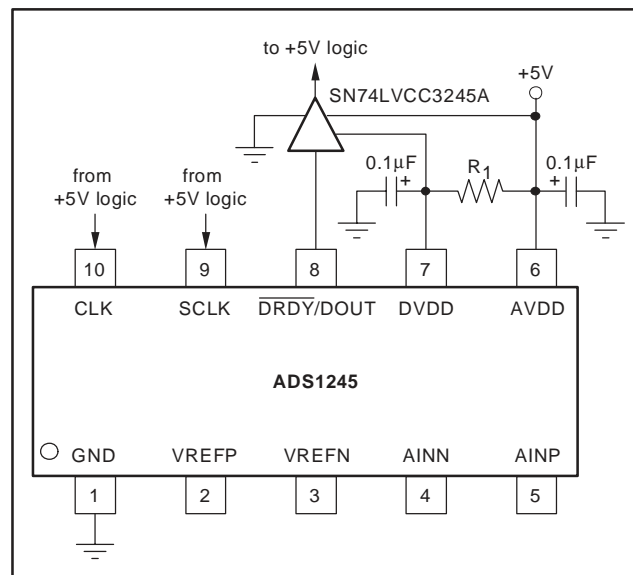 to +5V logic
SN74LVCC3245A
+5V
0.1μF
R1
0.1μF
+
+
from
+5V logic
from
+5V logic
10
9
8
7
6
CLK
SCLK
DRDY/DOUT
DVDD
AVDD
ADS1245
GND
VREFP
VREFN
AINN
AINP
1
2
3
4
5